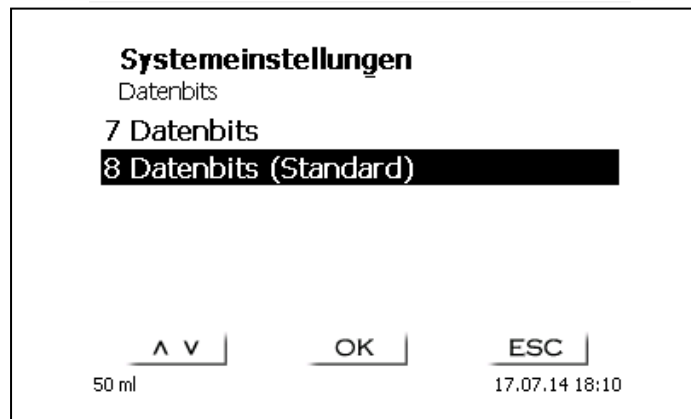 Systemeinstellungen
Datenbits
7 Datenbits
8 Datenbits (Standard)
∧ ∨ OK ESC
50 ml 17.07.14 18:10